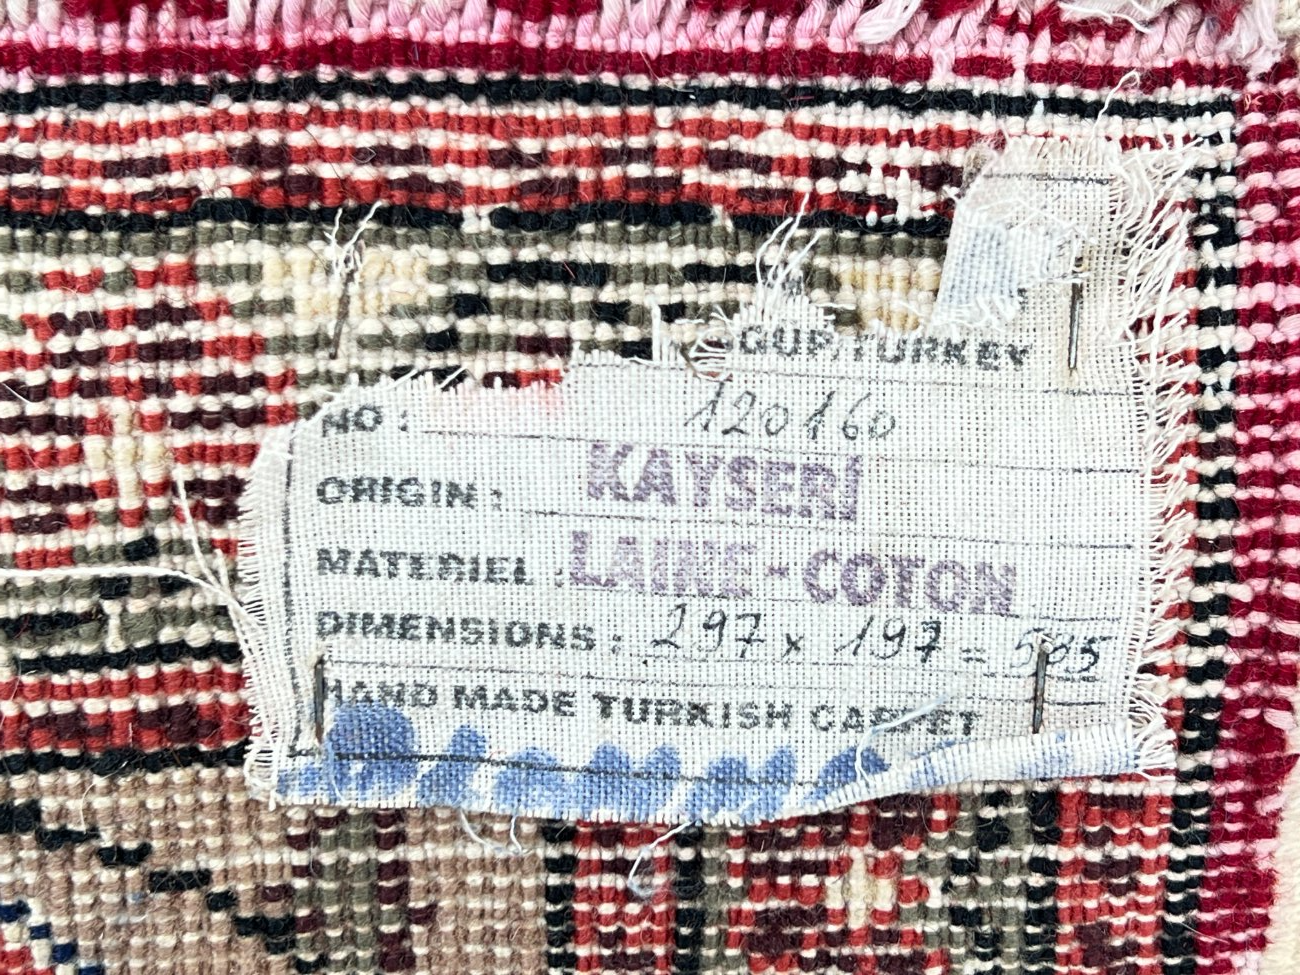 GUP/TURKEY
NO : 120160
ORIGIN : KAYSERİ
MATERIEL : LAINE-COTON
DIMENSIONS : 297 x 197 = 585
HAND MADE TURKISH CARPET